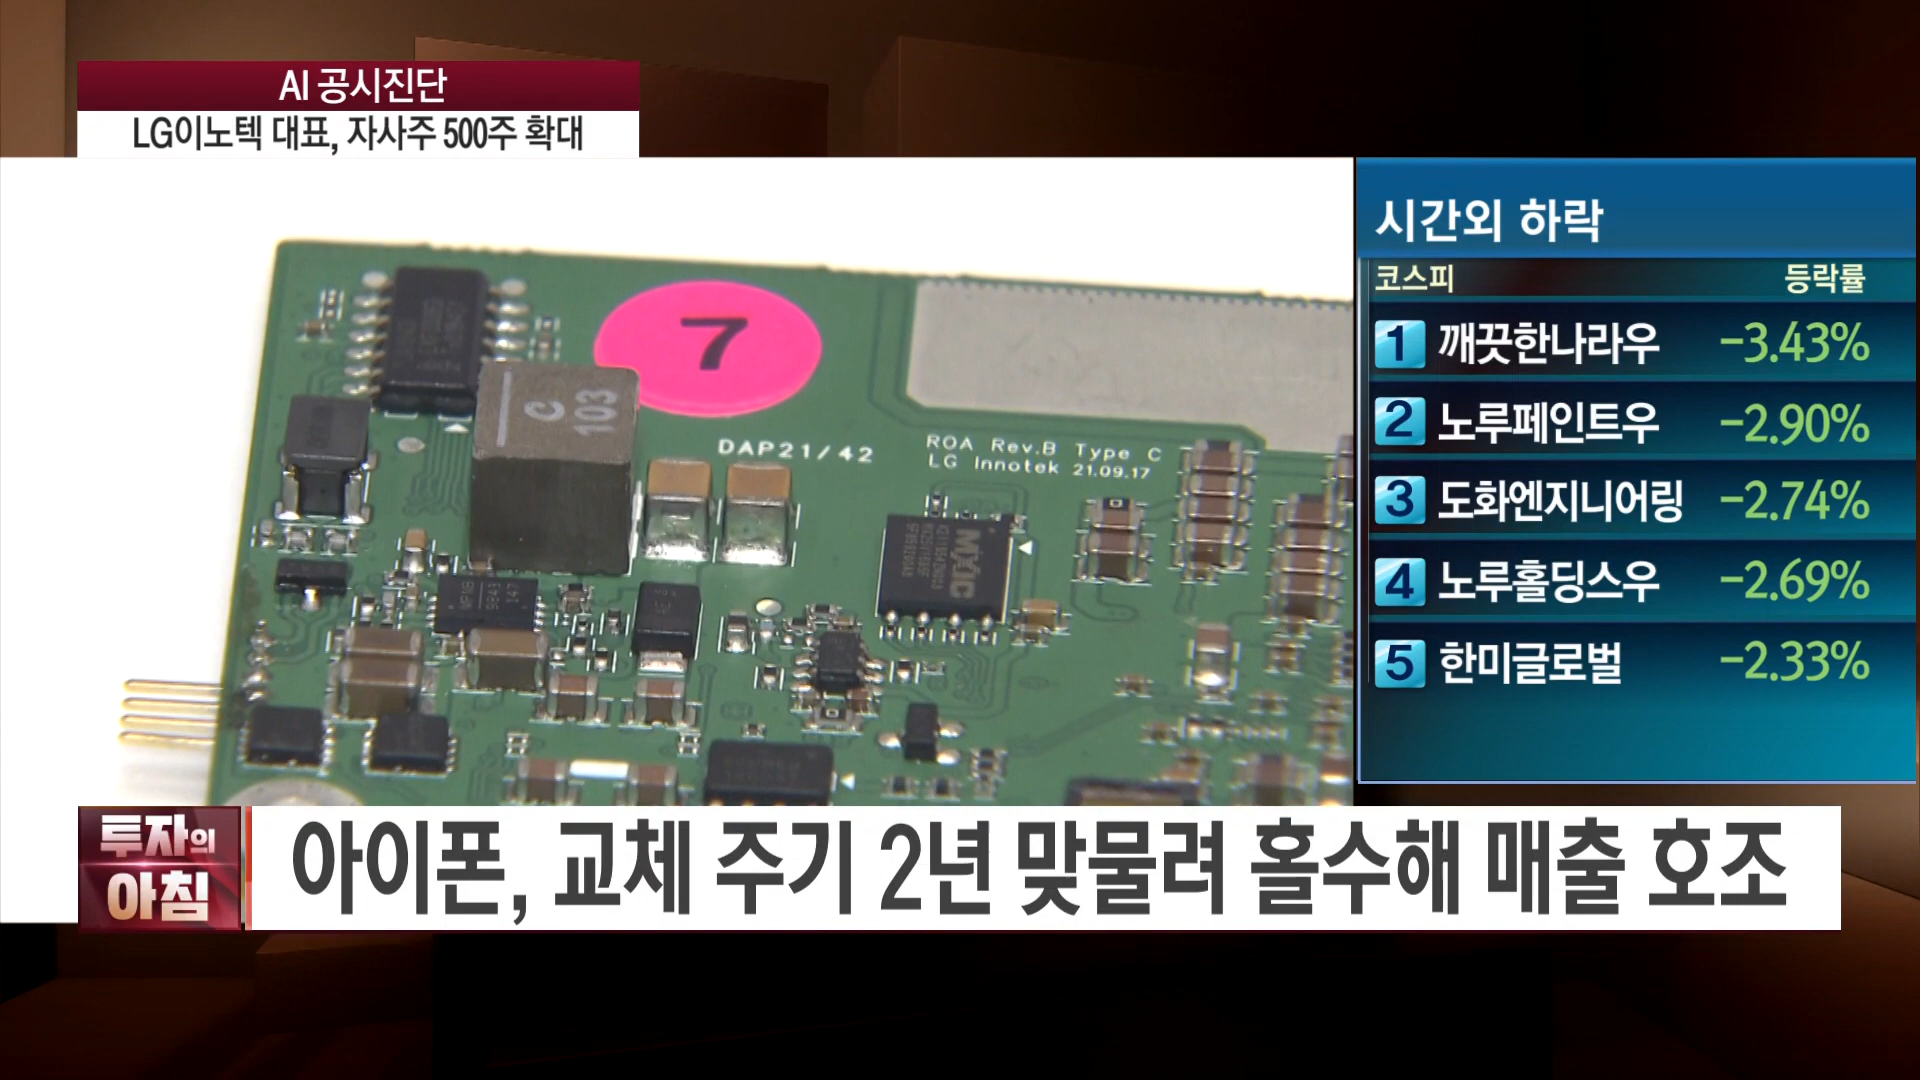 AI 공시진단
LG이노텍 대표, 자사주 500주 확대
시간외 하락
코스피 등락률
1 깨끗한나라우 -3.43%
2 노루페인트우 -2.90%
3 도화엔지니어링 -2.74%
4 노루홀딩스우 -2.69%
5 한미글로벌 -2.33%
7
C
103
DAP21/42
ROA Rev.B Type C
LG Innotek 21.09.17
MXIC
9843
147
투자의
아침
아이폰, 교체 주기 2년 맞물려 홀수해 매출 호조